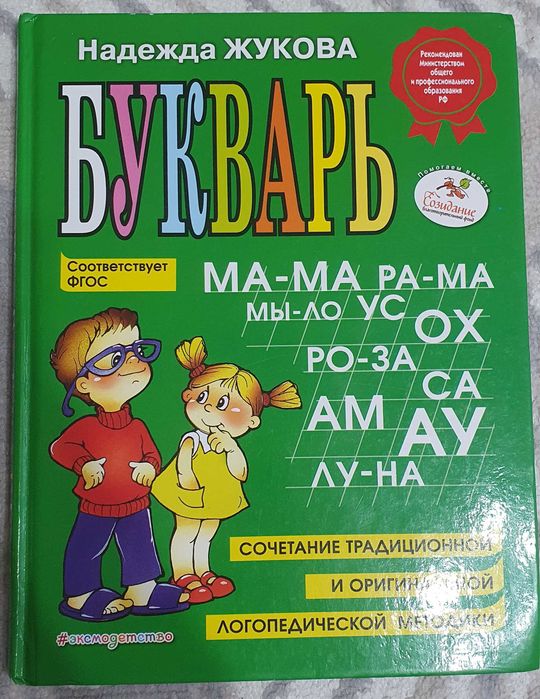 Надежда ЖУКОВА
БУКВАРЬ
Рекомендован
Министерством
общего
и профессионального
образования
РФ
Помогаем вместе
Созидание
благотворительный фонд
Соответствует
ФГОС
МА-МА РА-МА
МЫ-ЛО УС
ОХ
РО-ЗА
СА
АМ АУ
ЛУ-НА
СОЧЕТАНИЕ ТРАДИЦИОННОЙ
И ОРИГИНАЛЬНОЙ
ЛОГОПЕДИЧЕСКОЙ МЕТОДИКИ
#эксмодетство